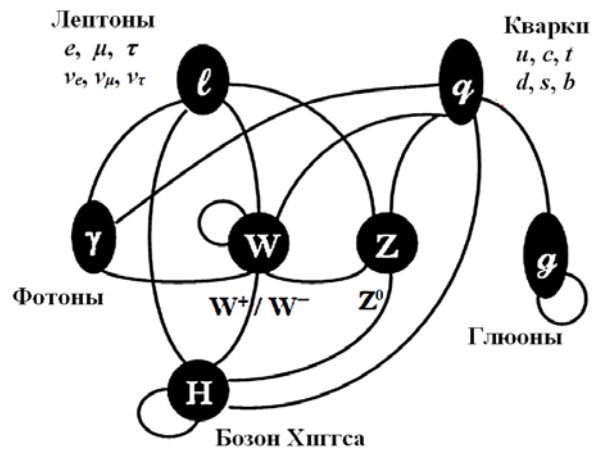 Лептоны
e, μ, τ
νe, νμ, ντ
Кварки
u, c, t
d, s, b
ℓ
q
γ
W
Z
g
Фотоны
W⁺ / W⁻
Z⁰
Глюоны
H
Бозон Хиггса